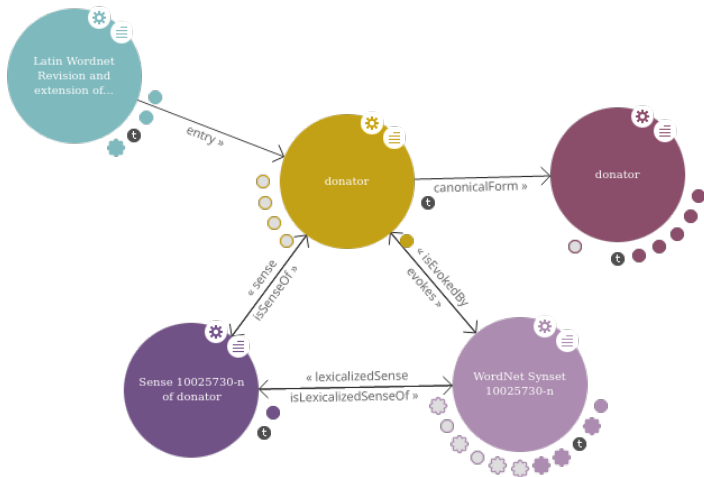 Latin Wordnet
Revision and
extension of...
entry »
donator
canonicalForm »
donator
« sense
isSenseOf »
« isEvokedBy
evokes »
Sense 10025730-n
of donator
« lexicalizedSense
isLexicalizedSenseOf »
WordNet Synset
10025730-n
t
t
t
t
t